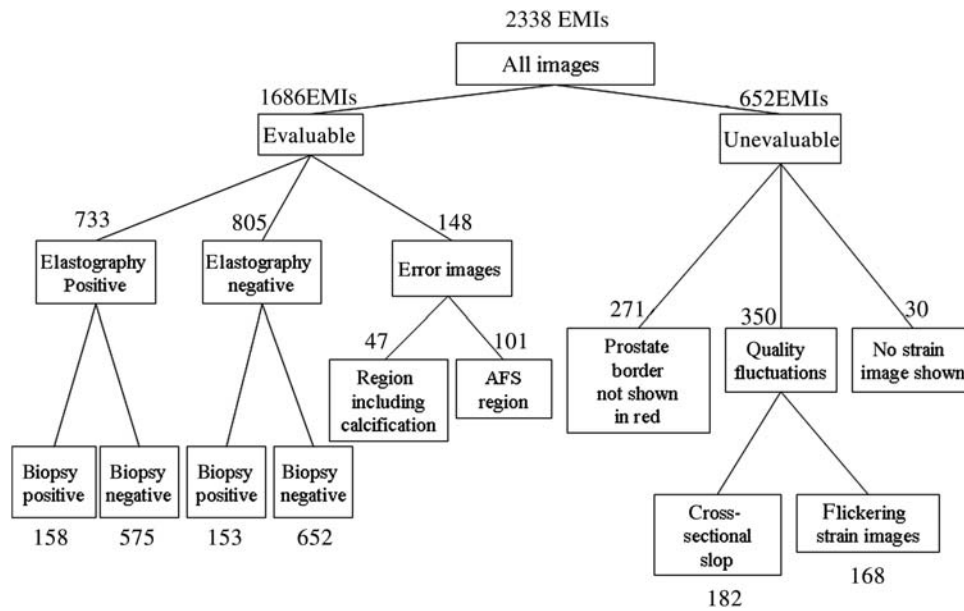 2338 EMIs
All images
1686EMIs
652EMIs
Evaluable
Unevaluable
733
805
148
Elastography
Positive
Elastography
negative
Error images
271
350
30
47
101
Prostate
border
not shown
in red
Quality
fluctuations
No strain
image shown
Region
including
calcification
AFS
region
Biopsy
positive
Biopsy
negative
Biopsy
positive
Biopsy
negative
158
575
153
652
Cross-
sectional
slop
Flickering
strain images
182
168